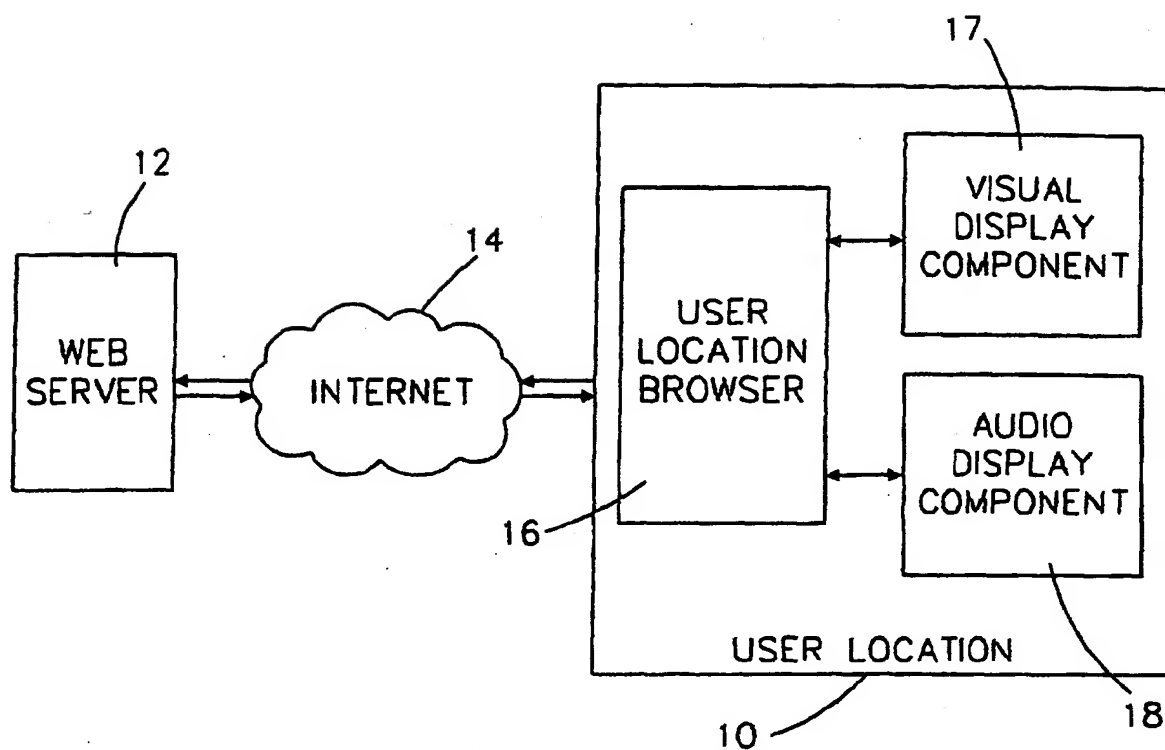 17
12
14
VISUAL
DISPLAY
COMPONENT
WEB
SERVER
INTERNET
USER
LOCATION
BROWSER
AUDIO
DISPLAY
COMPONENT
16
USER LOCATION
10
18